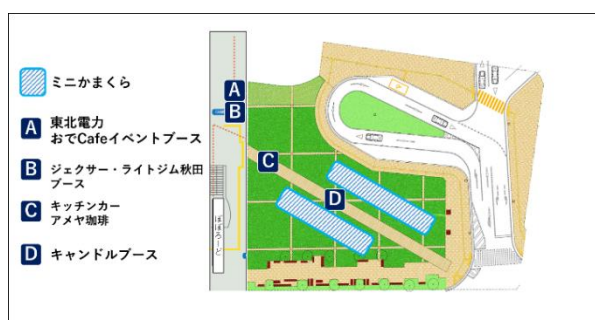 ミニかまくら
A
東北電力
おでCafeイベントブース
B
ジェクサー・ライトジム秋田
ブース
C
キッチンカー
アメヤ珈琲
D
キャンドルブース
A
B
C
D
ぽぽろーど